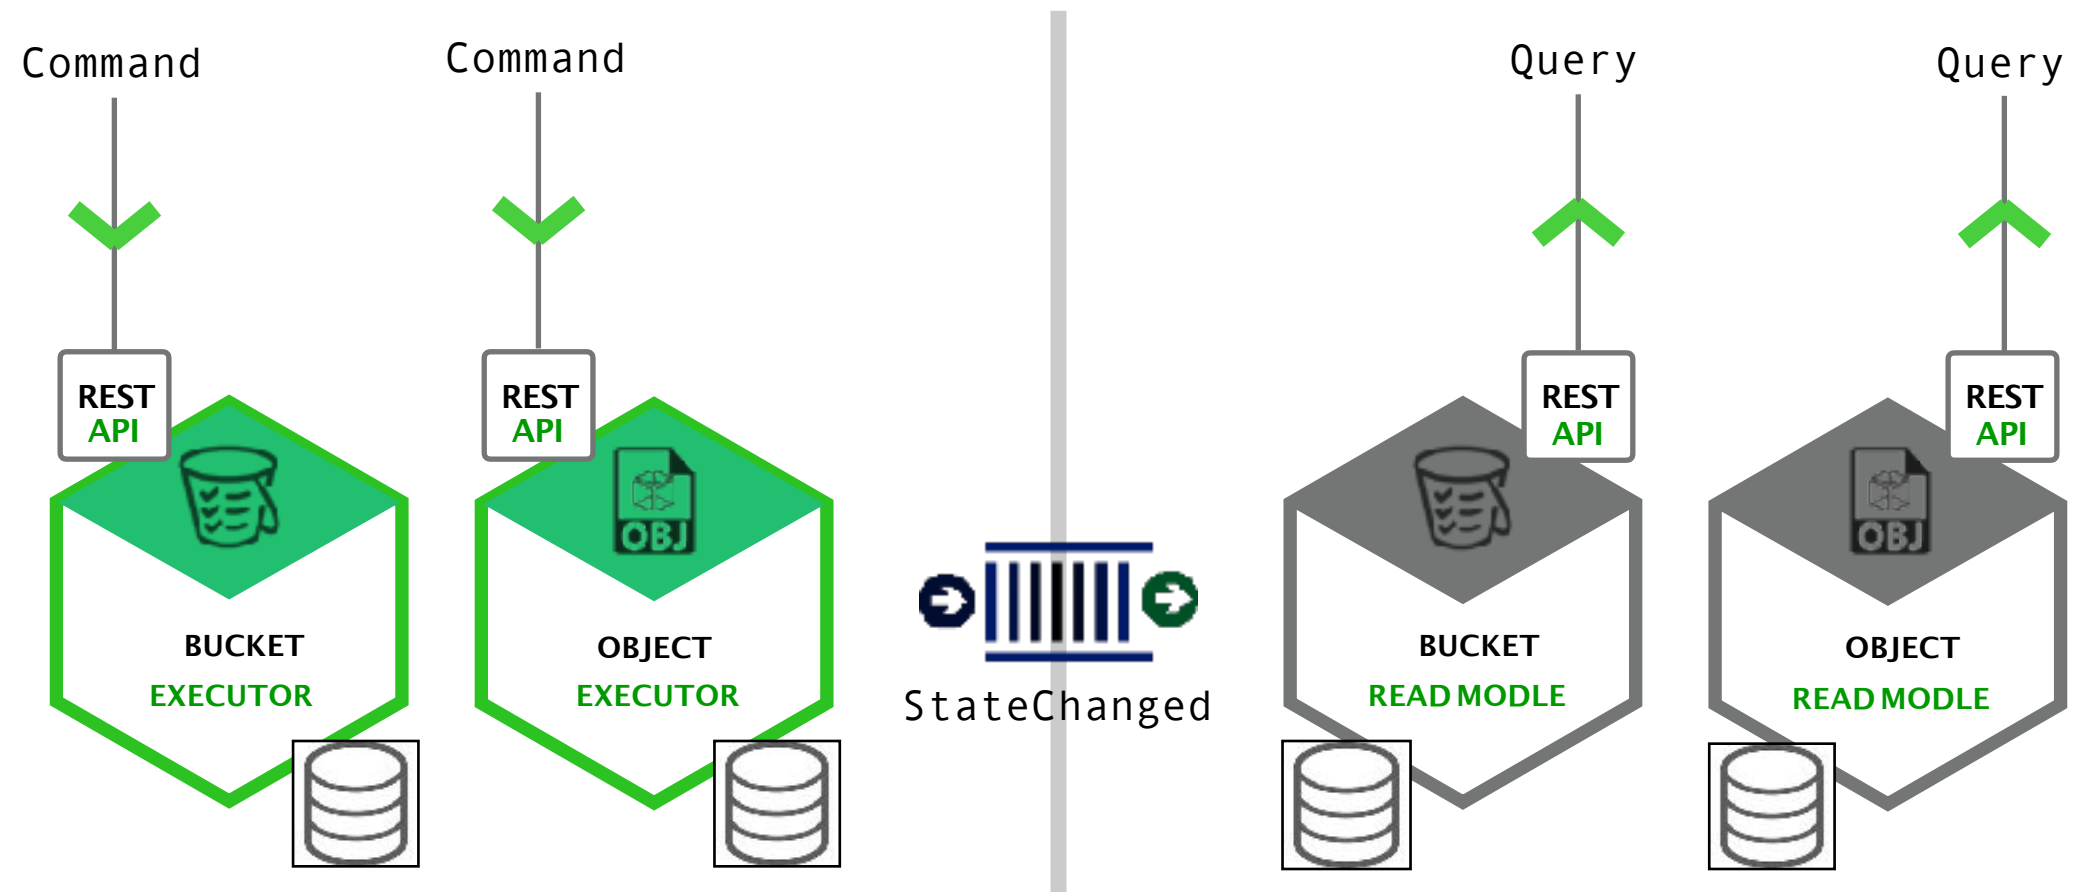 Command
Command
Query
Query
REST
API
REST
API
REST
API
REST
API
OBJ
OBJ
BUCKET
EXECUTOR
OBJECT
EXECUTOR
StateChanged
BUCKET
READ MODLE
OBJECT
READ MODLE